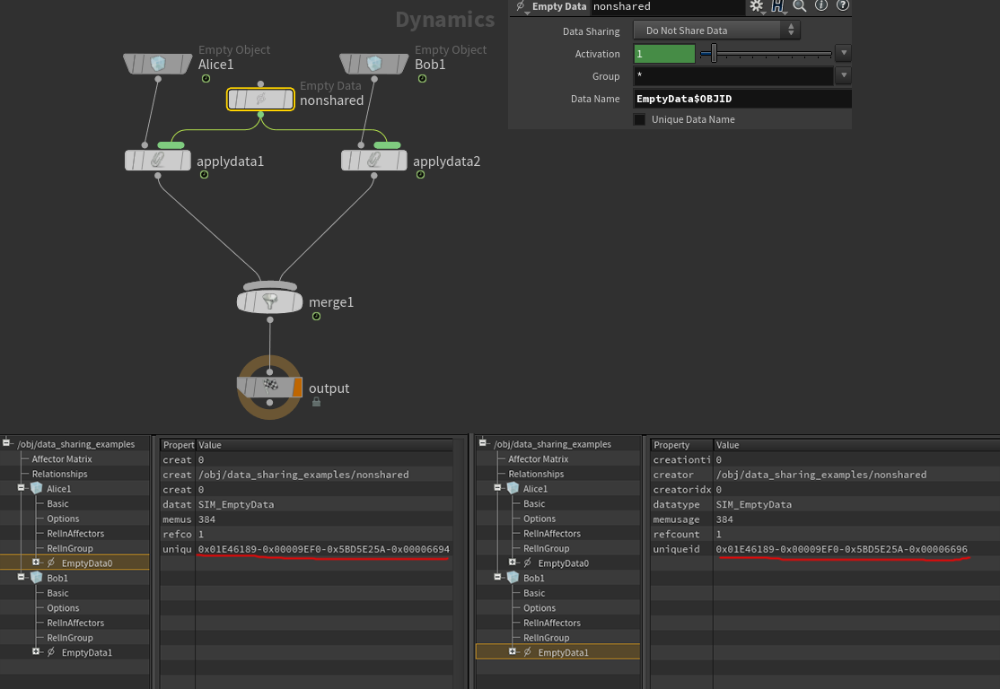 Dynamics
Empty Object
Alice1
Empty Object
Bob1
Empty Data
nonshared
applydata1
applydata2
merge1
output
Empty Data nonshared
Data Sharing Do Not Share Data
Activation 1
Group *
Data Name EmptyData$OBJID
Unique Data Name
/obj/data_sharing_examples
Affector Matrix
Relationships
Alice1
Basic
Options
RelInAffectors
RelInGroup
EmptyData0
Bob1
Basic
Options
RelInAffectors
RelInGroup
EmptyData1
Propert Value
creat 0
creat /obj/data_sharing_examples/nonshared
creat 0
datat SIM_EmptyData
memus 384
refco 1
uniqu 0x01E46189-0x00009EF0-0x5BD5E25A-0x00006694
/obj/data_sharing_examples
Affector Matrix
Relationships
Alice1
Basic
Options
RelInAffectors
RelInGroup
EmptyData0
Bob1
Basic
Options
RelInAffectors
RelInGroup
EmptyData1
Property Value
creationti 0
creator /obj/data_sharing_examples/nonshared
creatoridx 0
datatype SIM_EmptyData
memusage 384
refcount 1
uniqueid 0x01E46189-0x00009EF0-0x5BD5E25A-0x00006696